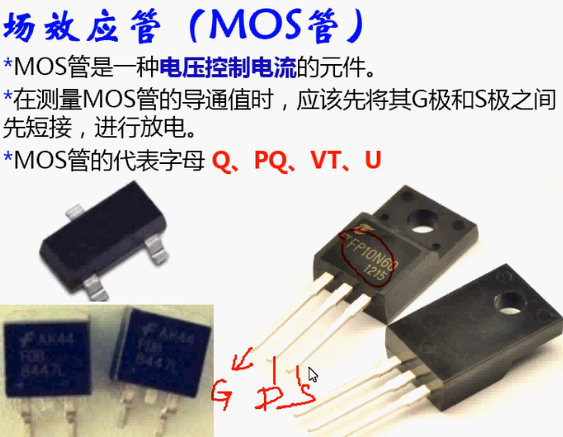 场效应管（MOS管）
*MOS管是一种电压控制电流的元件。
*在测量MOS管的导通值时，应该先将其G极和S极之间
先短接，进行放电。
*MOS管的代表字母 Q、PQ、VT、U
FP10N60
1215
AK44
FDB
8447L
AK44
FDB
8447L
G D S